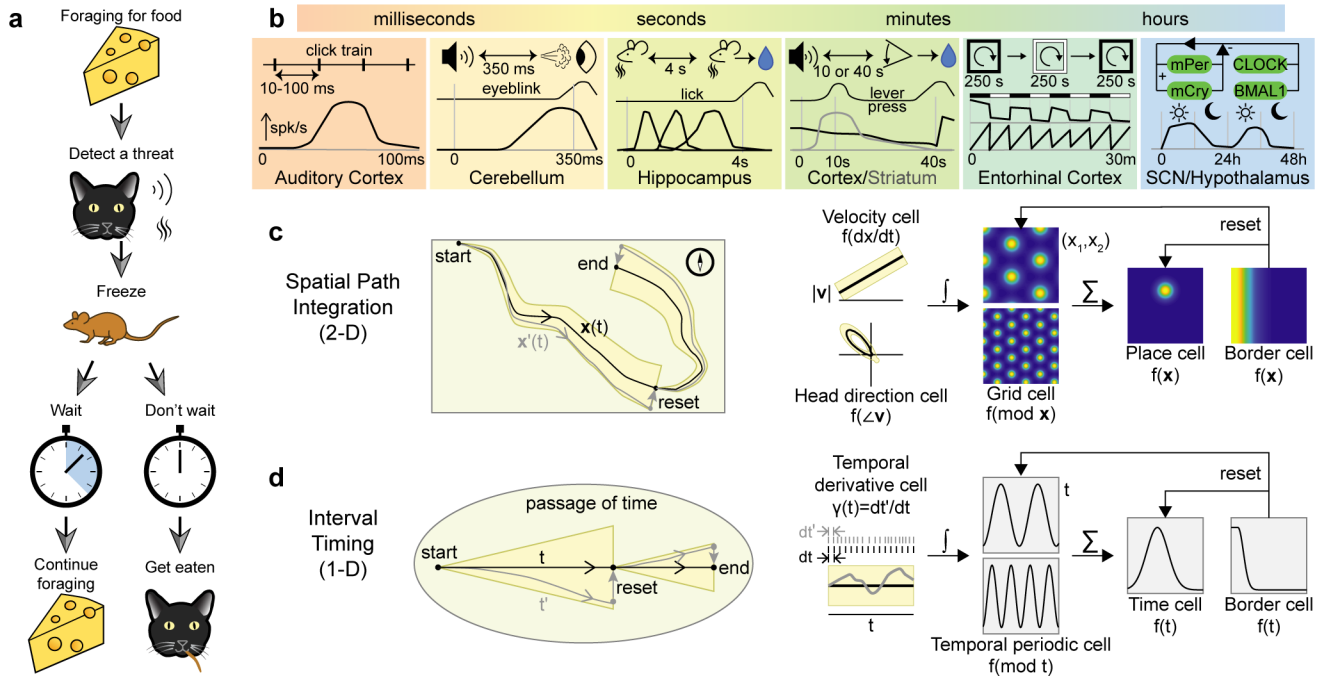 a
Foraging for food
Detect a threat
Freeze
Wait
Don't wait
Continue
foraging
Get eaten
b
milliseconds
seconds
minutes
hours
click train
10-100 ms
spk/s
0
100ms
Auditory Cortex
350 ms
eyeblink
0
350ms
Cerebellum
4 s
lick
0
4s
Hippocampus
10 or 40 s
lever
press
0
10s
40s
Cortex/Striatum
250 s
250 s
250 s
0
30m
Entorhinal Cortex
mPer
CLOCK
-
+
mCry
BMAL1
0
24h
48h
SCN/Hypothalamus
c
Spatial Path
Integration
(2-D)
start
end
x(t)
x'(t)
reset
Velocity cell
f(dx/dt)
|v|
Head direction cell
f(∠v)
∫
(x₁,x₂)
Grid cell
f(mod x)
∑
reset
Place cell
f(x)
Border cell
f(x)
d
Interval
Timing
(1-D)
passage of time
start
t
t'
reset
end
Temporal
derivative cell
γ(t)=dt'/dt
dt'
dt
t
∫
t
Temporal periodic cell
f(mod t)
∑
reset
Time cell
f(t)
Border cell
f(t)